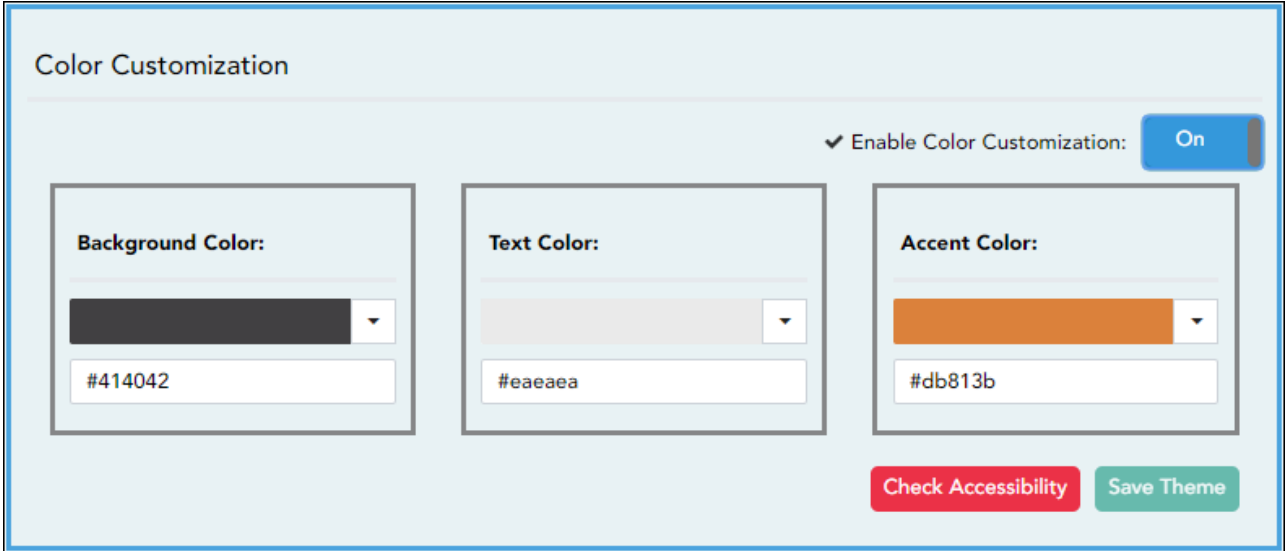 Color Customization
✔ Enable Color Customization: On
Background Color:
Text Color:
Accent Color:
#414042
#eaeaea
#db813b
Check Accessibility
Save Theme